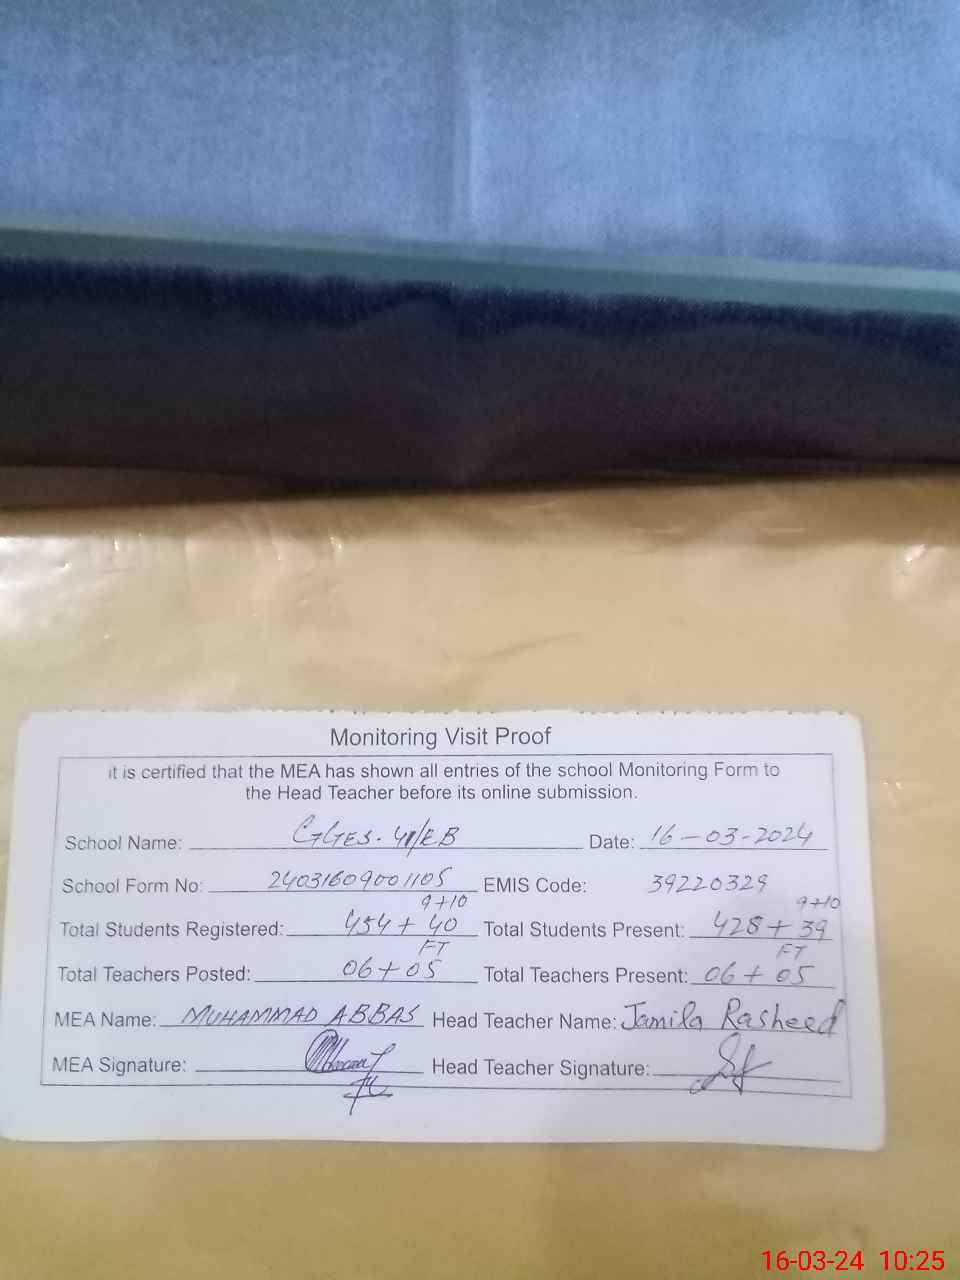 Monitoring Visit Proof
it is certified that the MEA has shown all entries of the school Monitoring Form to
the Head Teacher before its online submission.
School Name: GGES. 41/EB Date: 16-03-2024
School Form No: 24031609001105 EMIS Code: 39220329
9+10 9+10
Total Students Registered: 454 + 40 Total Students Present: 428 + 39
FT FT
Total Teachers Posted: 06 + 05 Total Teachers Present: 06 + 05
MEA Name: MUHAMMAD ABBAS Head Teacher Name: Jamila Rasheed
MEA Signature: Head Teacher Signature:
16-03-24 10:25